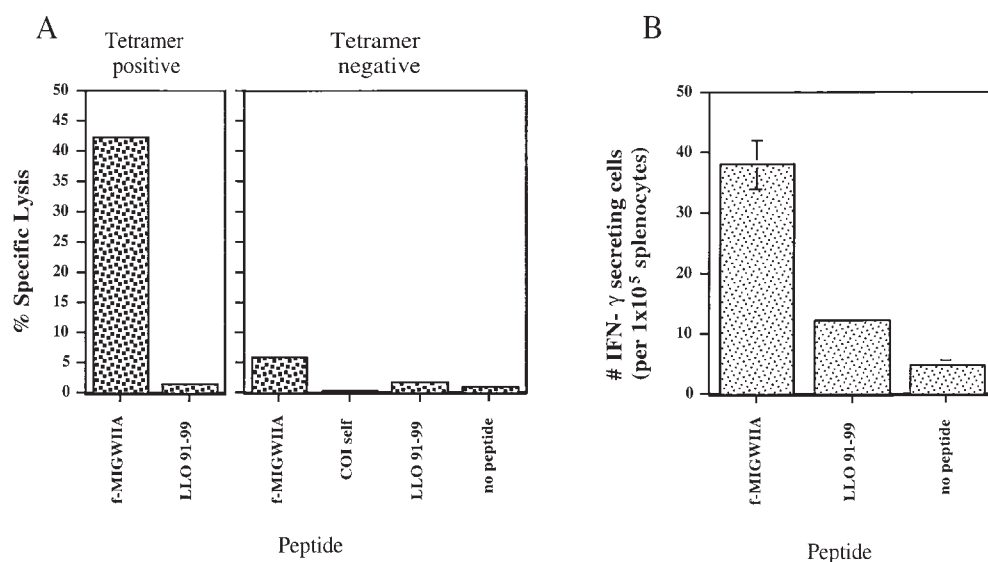 A
Tetramer
positive
Tetramer
negative
% Specific Lysis
50
45
40
35
30
25
20
15
10
5
0
f-MIGWIIA
LLO 91-99
f-MIGWIIA
COI self
LLO 91-99
no peptide
Peptide
B
# IFN- γ secreting cells
(per 1x10⁵ splenocytes)
50
40
30
20
10
0
f-MIGWIIA
LLO 91-99
no peptide
Peptide